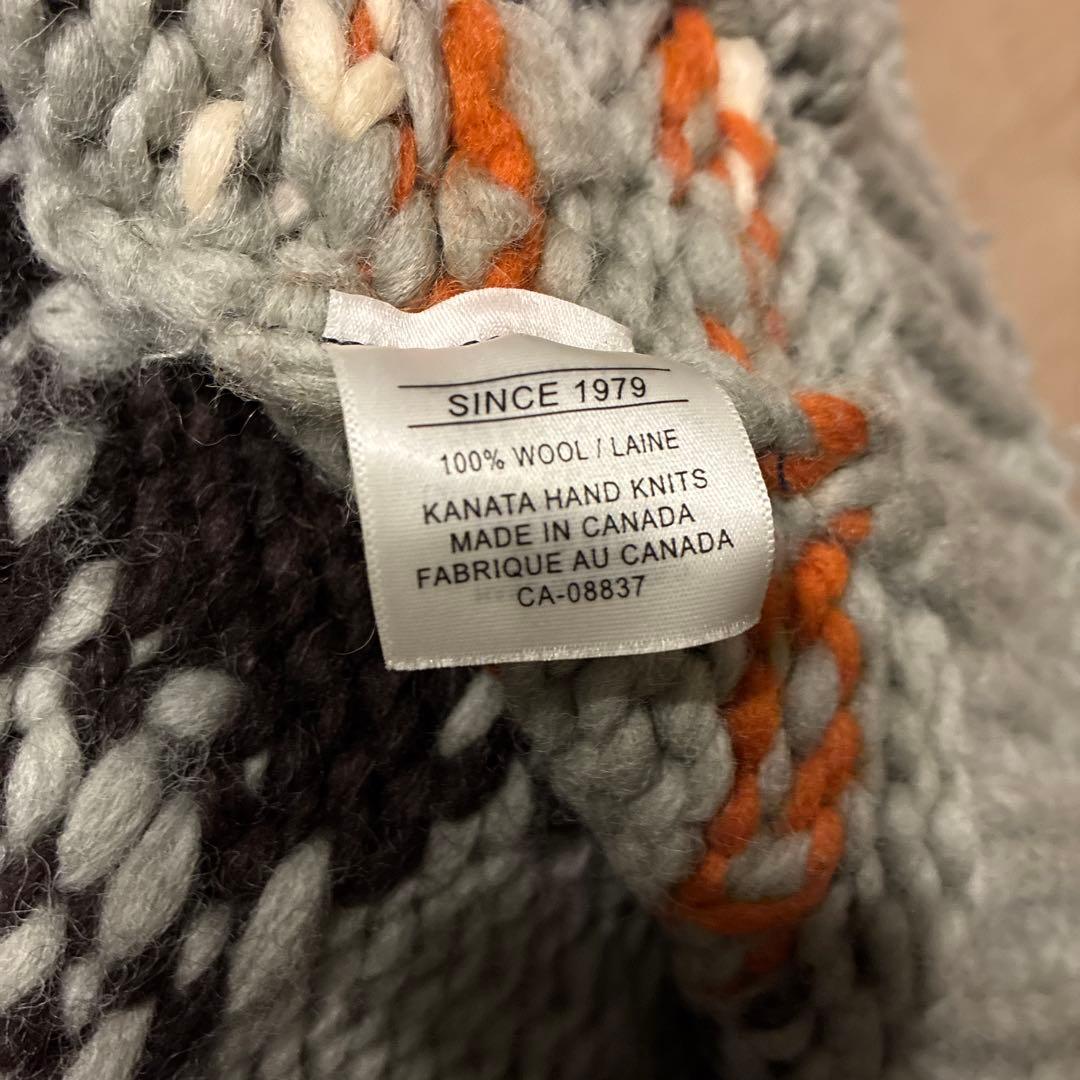 SINCE 1979
100% WOOL / LAINE
KANATA HAND KNITS
MADE IN CANADA
FABRIQUE AU CANADA
CA-08837